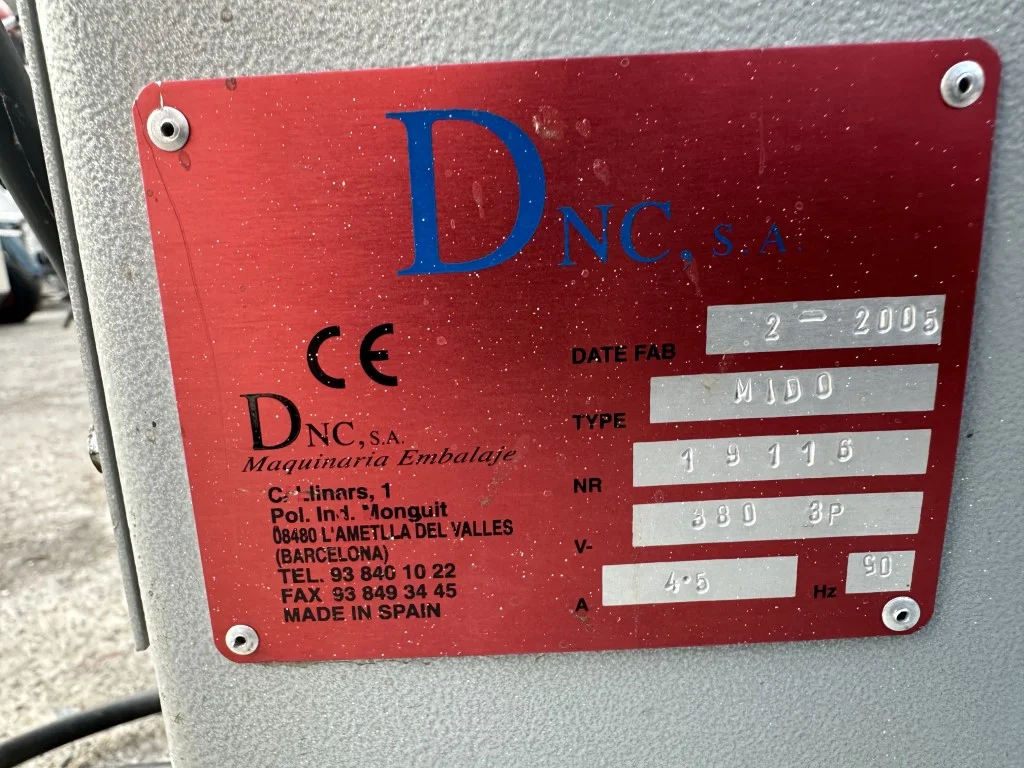 DNC, S.A.
CE
DNC, S.A.
Maquinaria Embalaje
1
Pol. Ind. Monguit
08480 L'AMETLLA DEL VALLES
(BARCELONA)
TEL. 93 840 10 22
FAX 93 849 34 45
MADE IN SPAIN
DATE FAB 2 - 2005
TYPE MIDO
NR 19116
V- 380 3P
A 4.5 Hz 50